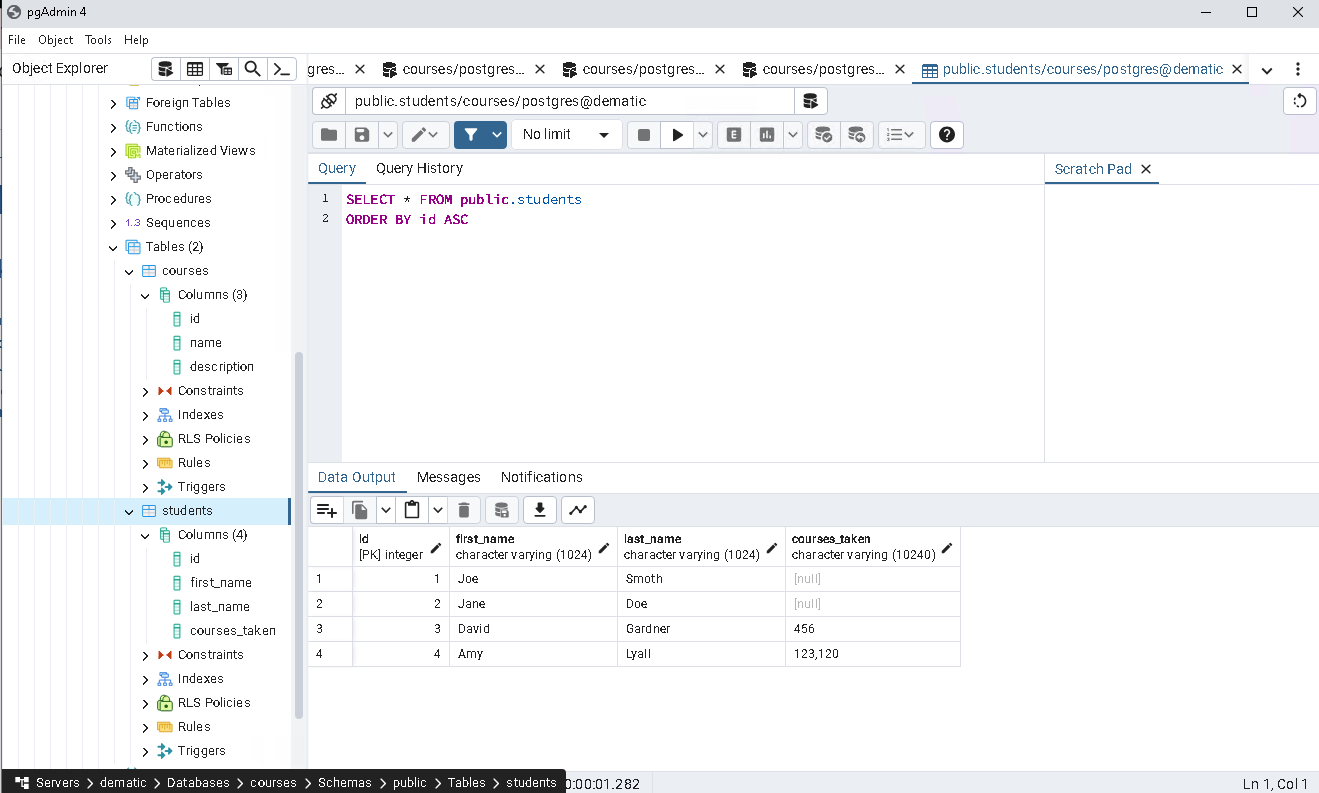 pgAdmin 4
File Object Tools Help
Object Explorer
gres... courses/postgres... courses/postgres... courses/postgres... public.students/courses/postgres@dematic
Foreign Tables
Functions
Materialized Views
Operators
Procedures
1.3 Sequences
Tables (2)
courses
Columns (3)
id
name
description
Constraints
Indexes
RLS Policies
Rules
Triggers
students
Columns (4)
id
first_name
last_name
courses_taken
Constraints
Indexes
RLS Policies
Rules
Triggers
public.students/courses/postgres@dematic
No limit
E
Query Query History
Scratch Pad
1 SELECT * FROM public.students
2 ORDER BY id ASC
Data Output Messages Notifications
id first_name last_name courses_taken
[PK] integer character varying (1024) character varying (1024) character varying (10240)
1 1 Joe Smoth [null]
2 2 Jane Doe [null]
3 3 David Gardner 456
4 4 Amy Lyall 123,120
Servers dematic Databases courses Schemas public Tables students 0:00:01.282 Ln 1, Col 1